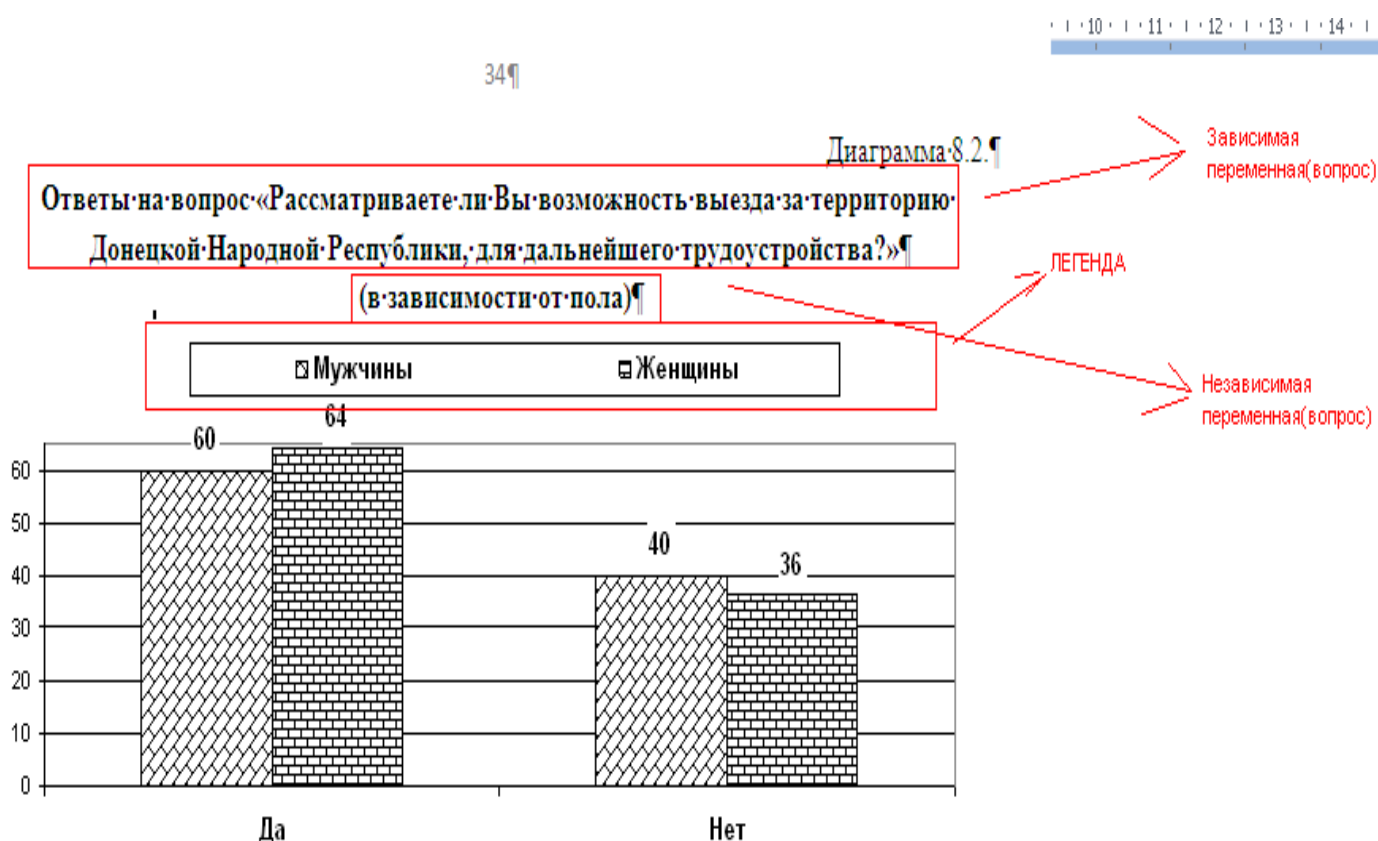 10 11 12 13 14
34¶
Диаграмма·8.2.¶
Ответы·на·вопрос·«Рассматриваете·ли·Вы·возможность·выезда·за·территорию·
Донецкой·Народной·Республики,·для·дальнейшего·трудоустройства?»¶
(в·зависимости·от·пола)¶
Зависимая
переменная(вопрос)
ЛЕГЕНДА
Независимая
переменная(вопрос)
Мужчины Женщины
60 64
40 36
60
50
40
30
20
10
0
Да Нет